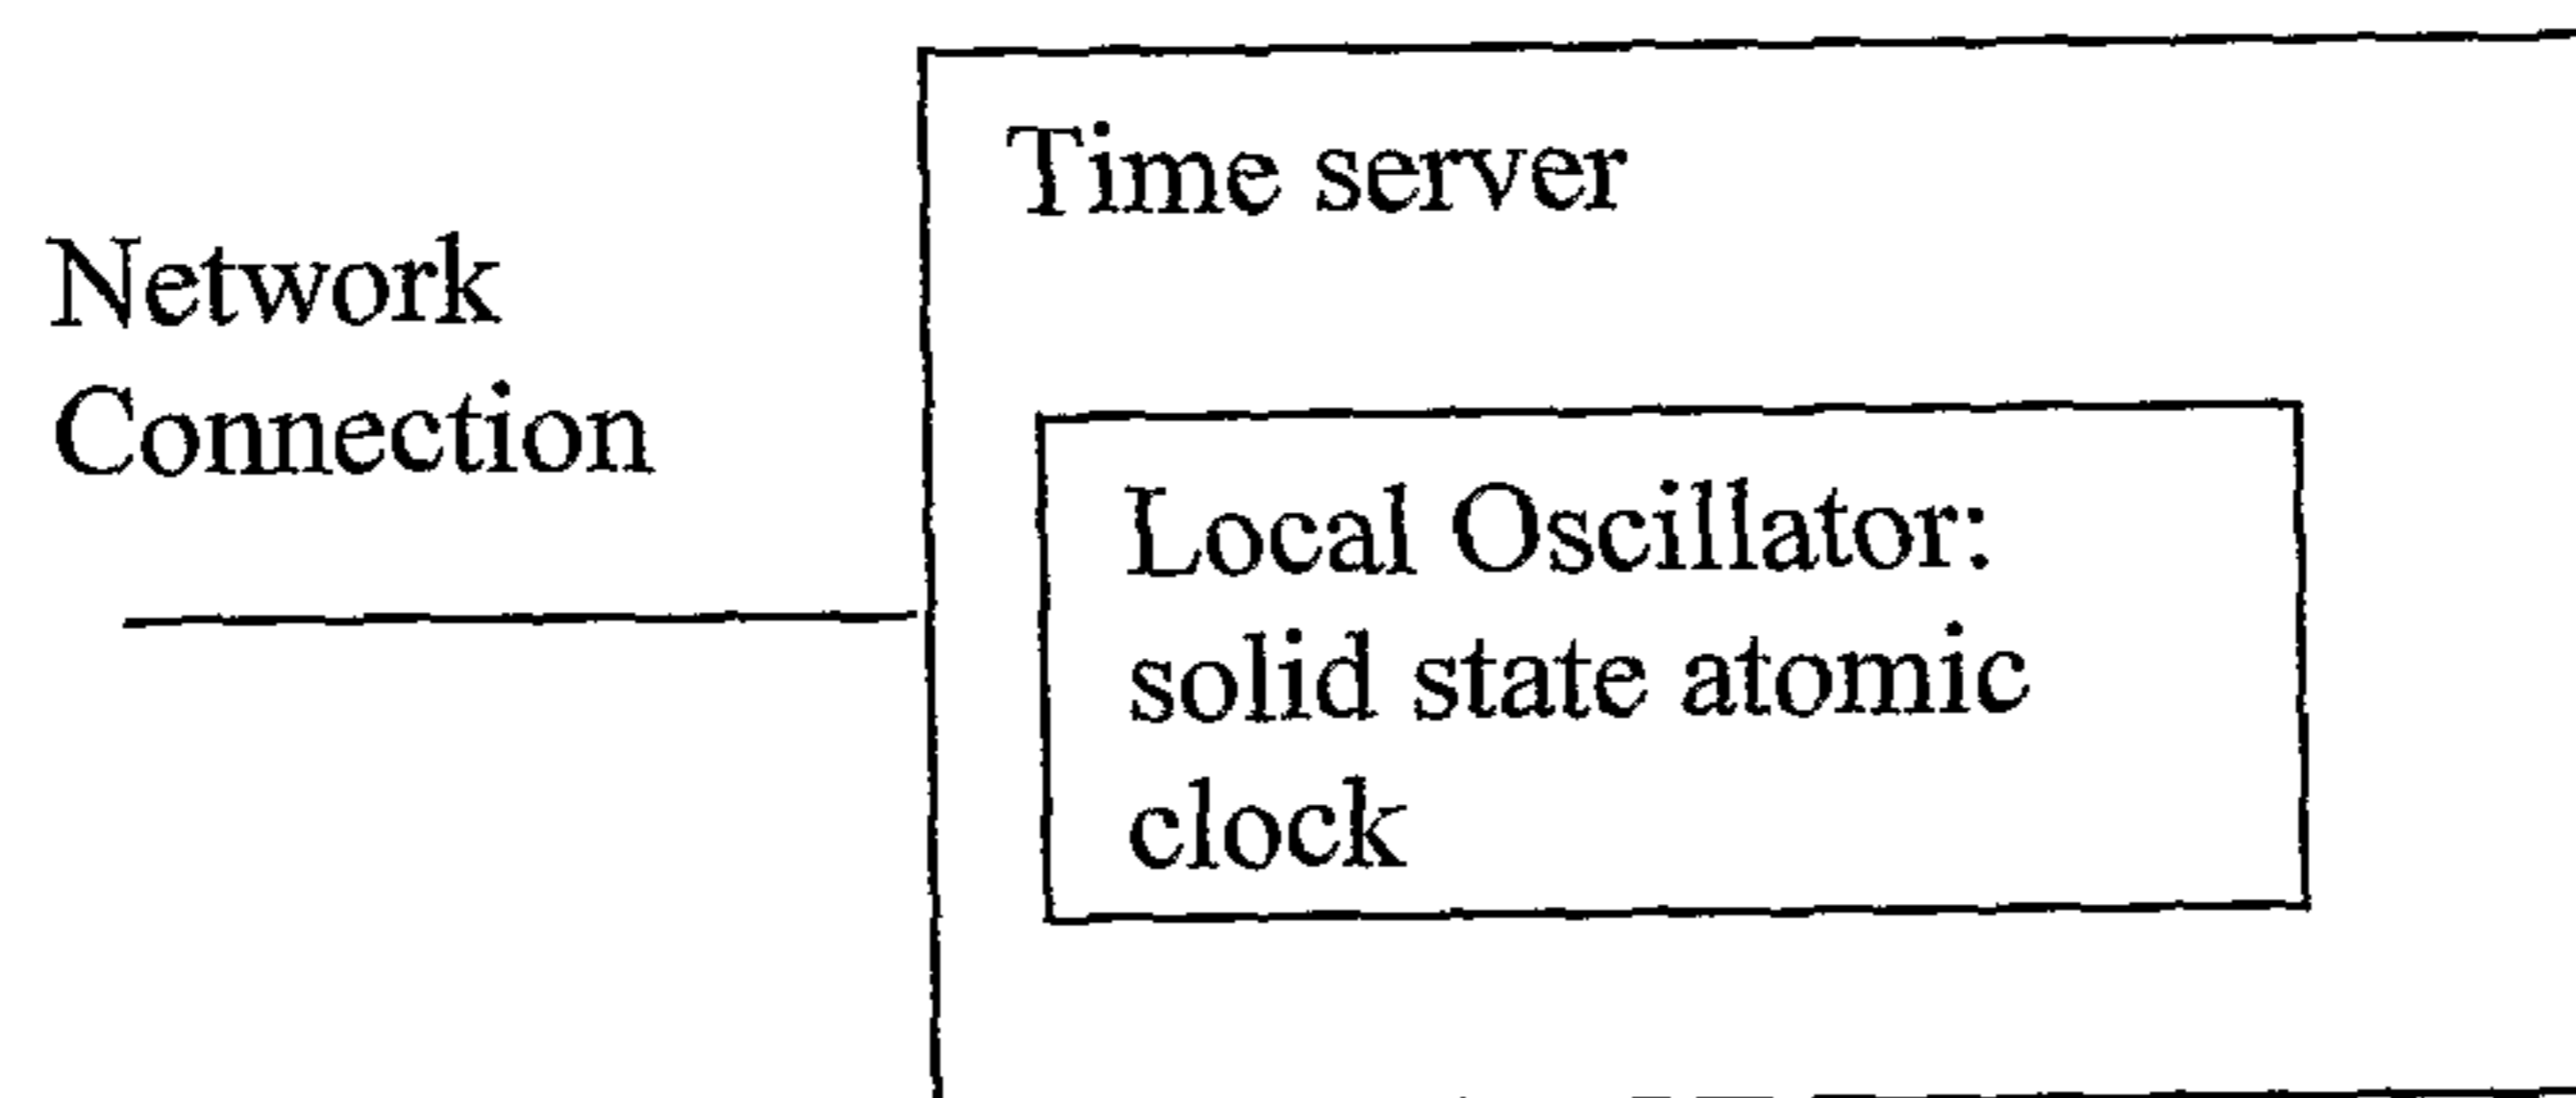 Time server
Network
Connection
Local Oscillator:
solid state atomic
clock